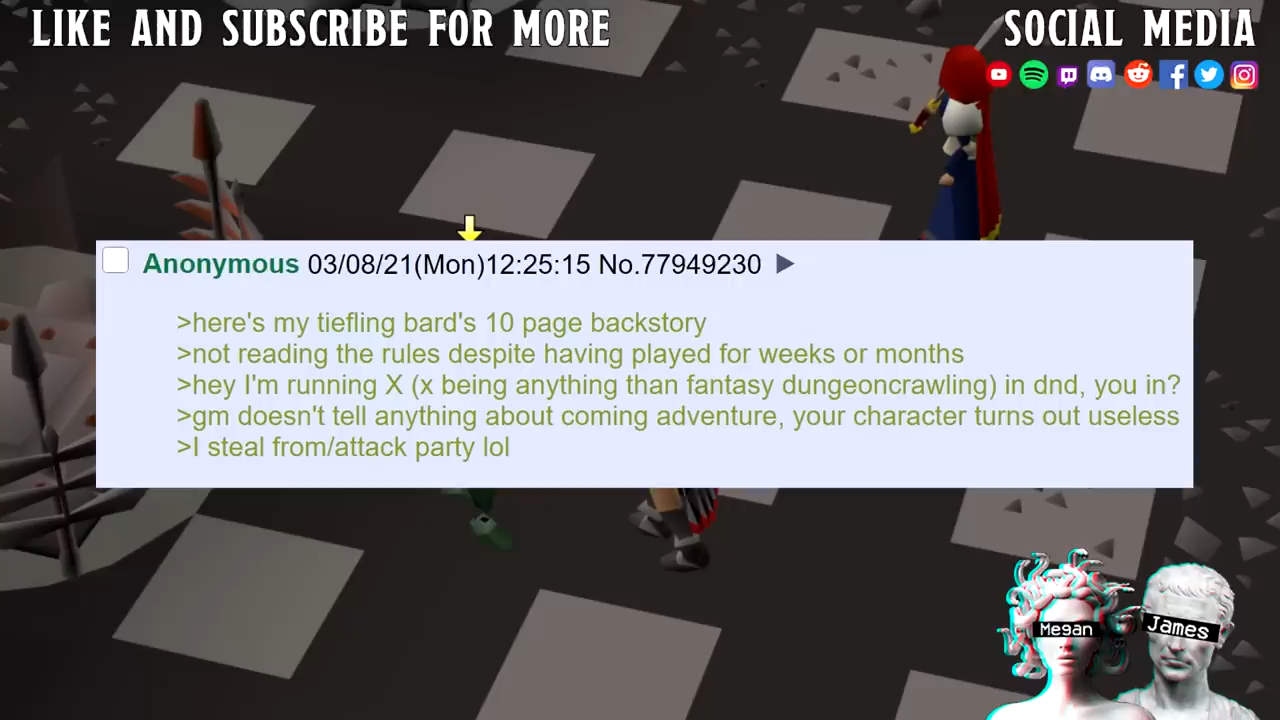 LIKE AND SUBSCRIBE FOR MORE
SOCIAL MEDIA
Anonymous 03/08/21(Mon)12:25:15 No.77949230
>here's my tiefling bard's 10 page backstory
>not reading the rules despite having played for weeks or months
>hey I'm running X (x being anything than fantasy dungeoncrawling) in dnd, you in?
>gm doesn't tell anything about coming adventure, your character turns out useless
>I steal from/attack party lol
Megan
James